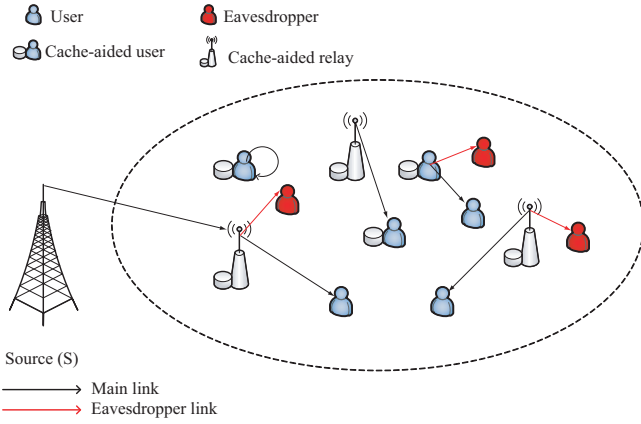 User
Eavesdropper
Cache-aided user
Cache-aided relay
Source (S)
Main link
Eavesdropper link